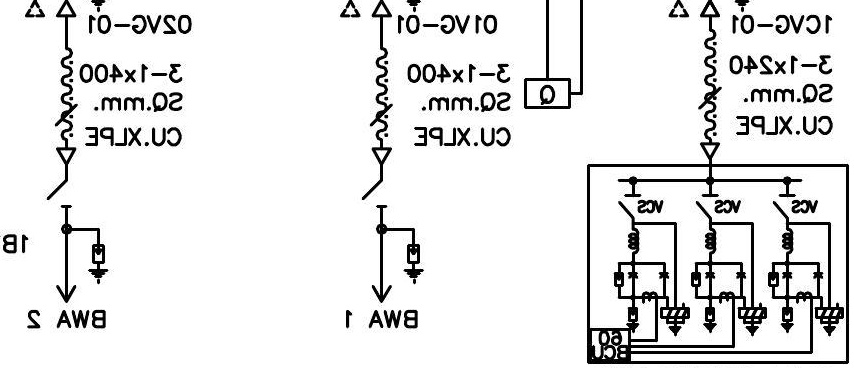 02VG-01
3-1x400
SQ.mm.
CU.XLPE
1B
BWA 2
01VG-01
3-1x400
SQ.mm.
CU.XLPE
BWA 1
Q
1CVG-01
3-1x240
SQ.mm.
CU.XLPE
VCS
VCS
VCS
60
BCU